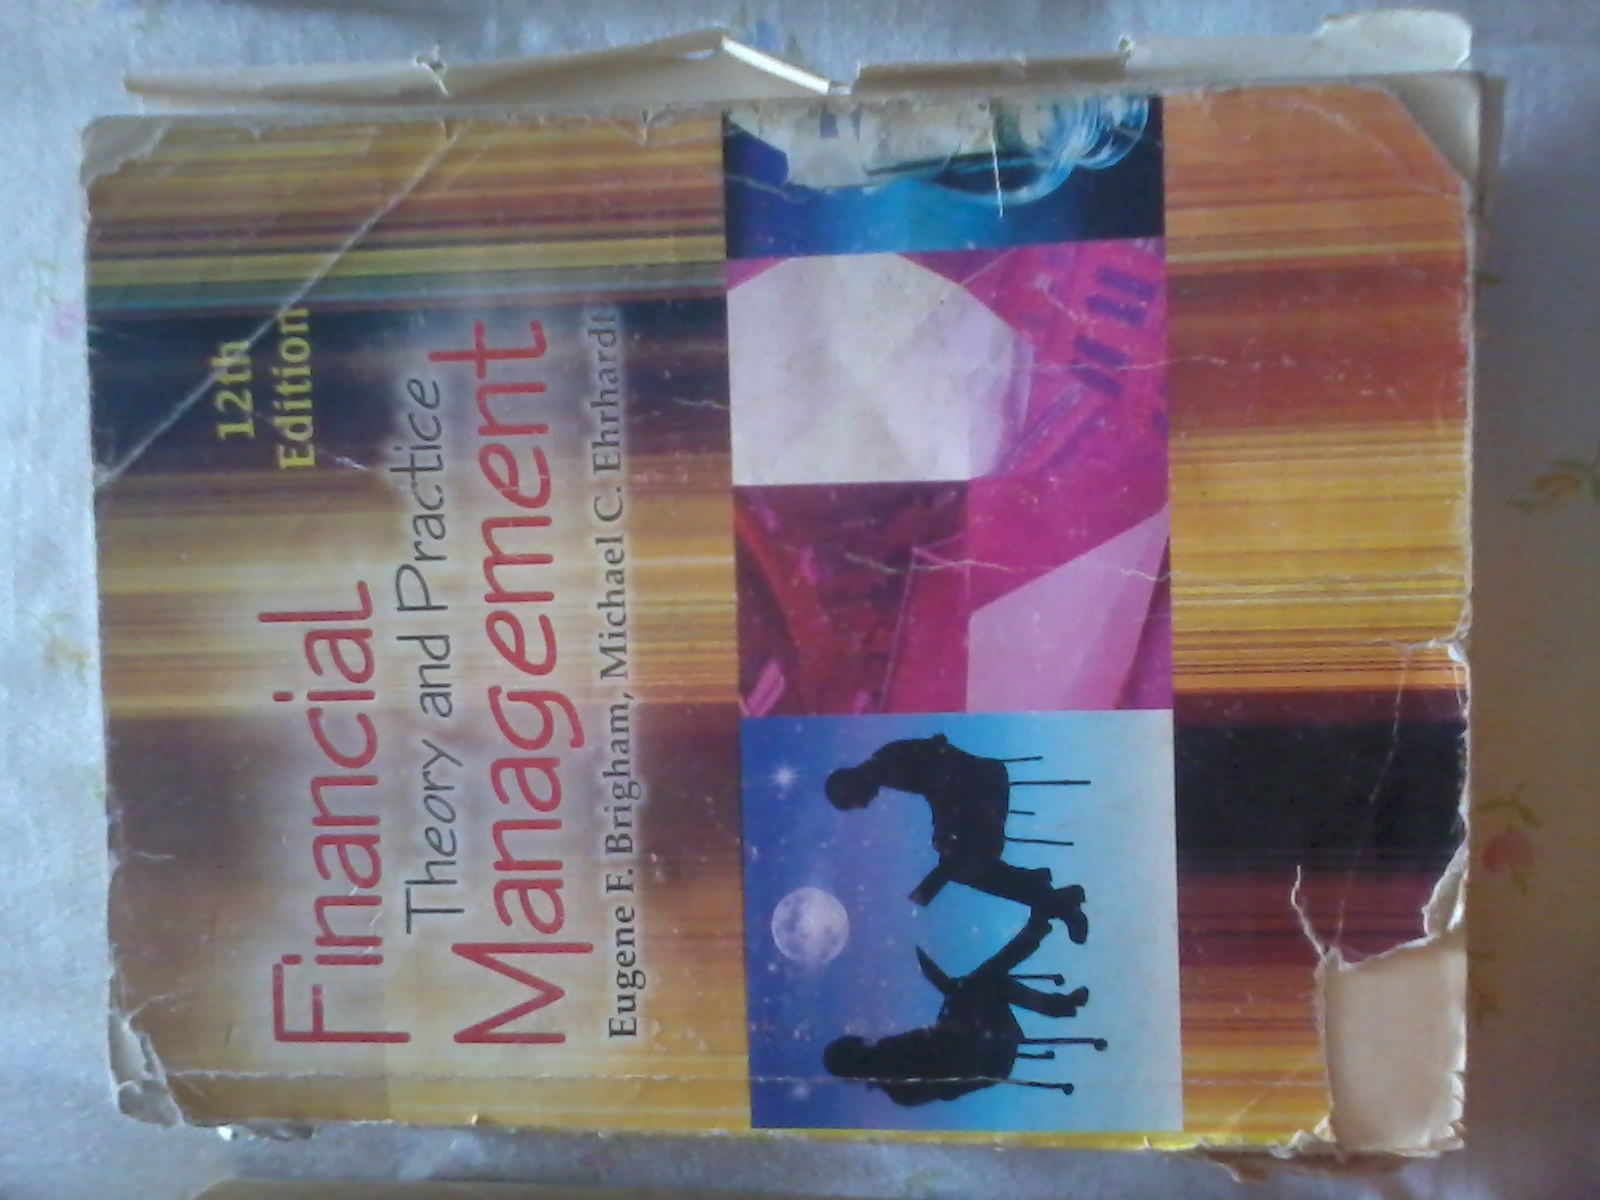 12th
Edition
Financial
Theory and Practice
Management
Eugene F. Brigham, Michael C. Ehrhardt